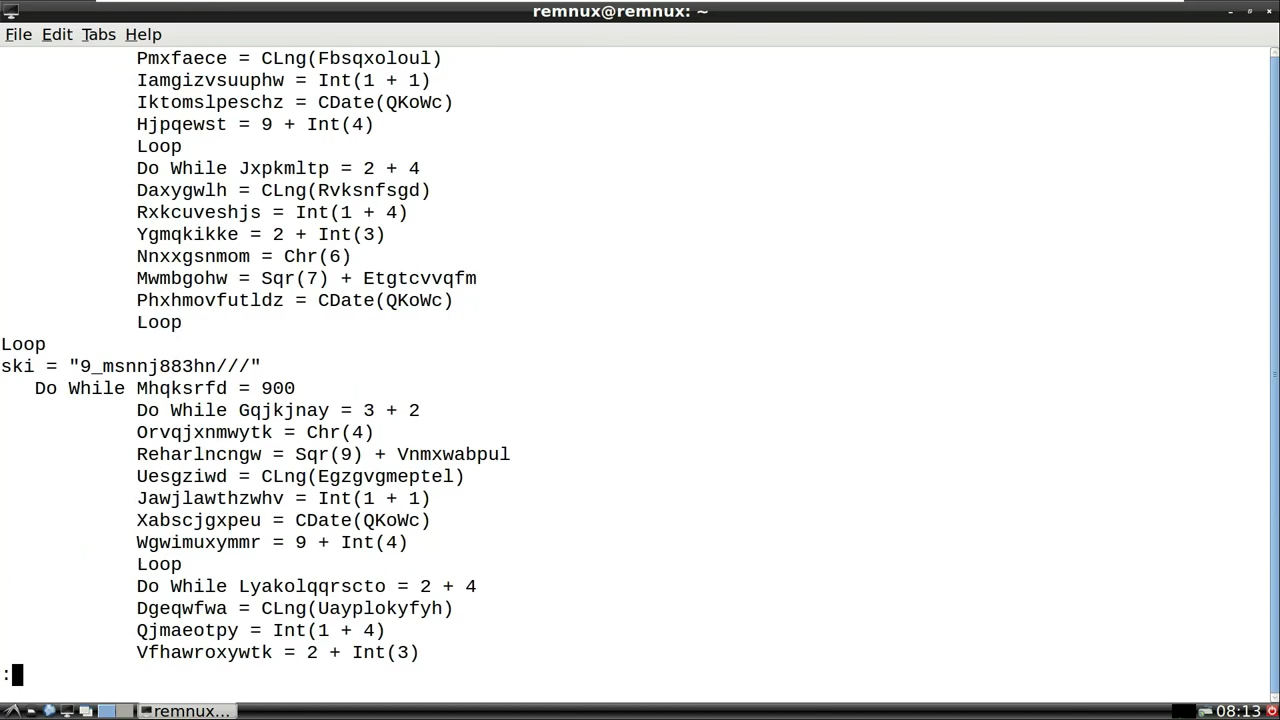 remnux@remnux: ~
File Edit Tabs Help
Pmxfaece = CLng(Fbsqxoloul)
Iamgizvsuuphw = Int(1 + 1)
Iktomslpeschz = CDate(QKoWc)
Hjpqewst = 9 + Int(4)
Loop
Do While Jxpkmltp = 2 + 4
Daxygwlh = CLng(Rvksnfsgd)
Rxkcuveshjs = Int(1 + 4)
Ygmqkikke = 2 + Int(3)
Nnxxgsnmom = Chr(6)
Mwmbgohw = Sqr(7) + Etgtcvvqfm
Phxhmovfutldz = CDate(QKoWc)
Loop
Loop
ski = "9_msnnj883hn///"
Do While Mhqksrfd = 900
Do While Gqjkjnay = 3 + 2
Orvqjxnmwytk = Chr(4)
Reharlncngw = Sqr(9) + Vnmxwabpul
Uesgziwd = CLng(Egzgvgmeptel)
Jawjlawthzwhv = Int(1 + 1)
Xabscjgxpeu = CDate(QKoWc)
Wgwimuxymmr = 9 + Int(4)
Loop
Do While Lyakolqqrscto = 2 + 4
Dgeqwfwa = CLng(Uayplokyfyh)
Qjmaeotpy = Int(1 + 4)
Vfhawroxywtk = 2 + Int(3)
:
remnux... 08:13